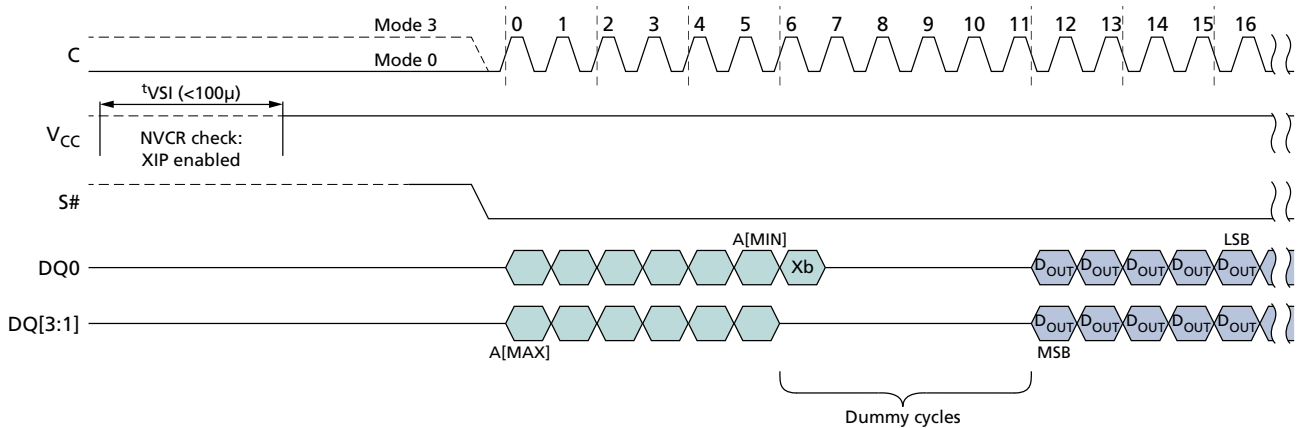 Mode 3
0 1 2 3 4 5 6 7 8 9 10 11 12 13 14 15 16
C
Mode 0
tVSI (<100µ)
VCC
NVCR check:
XIP enabled
S#
A[MIN]
LSB
DQ0
Xb
DOUT DOUT DOUT DOUT DOUT
DQ[3:1]
DOUT DOUT DOUT DOUT DOUT
A[MAX]
MSB
Dummy cycles